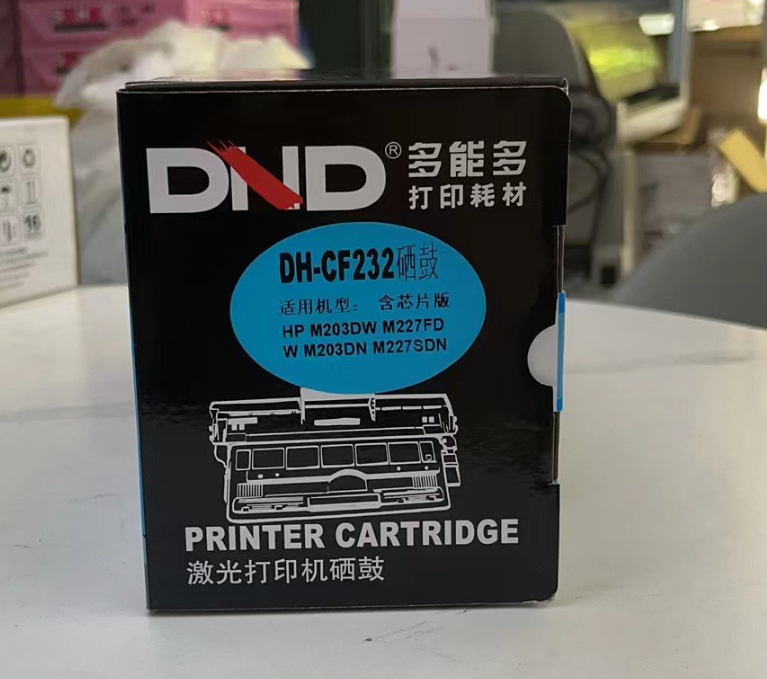 DND® 多能多
打印耗材
DH-CF232硒鼓
适用机型： 含芯片版
HP M203DW M227FD
W M203DN M227SDN
PRINTER CARTRIDGE
激光打印机硒鼓
16